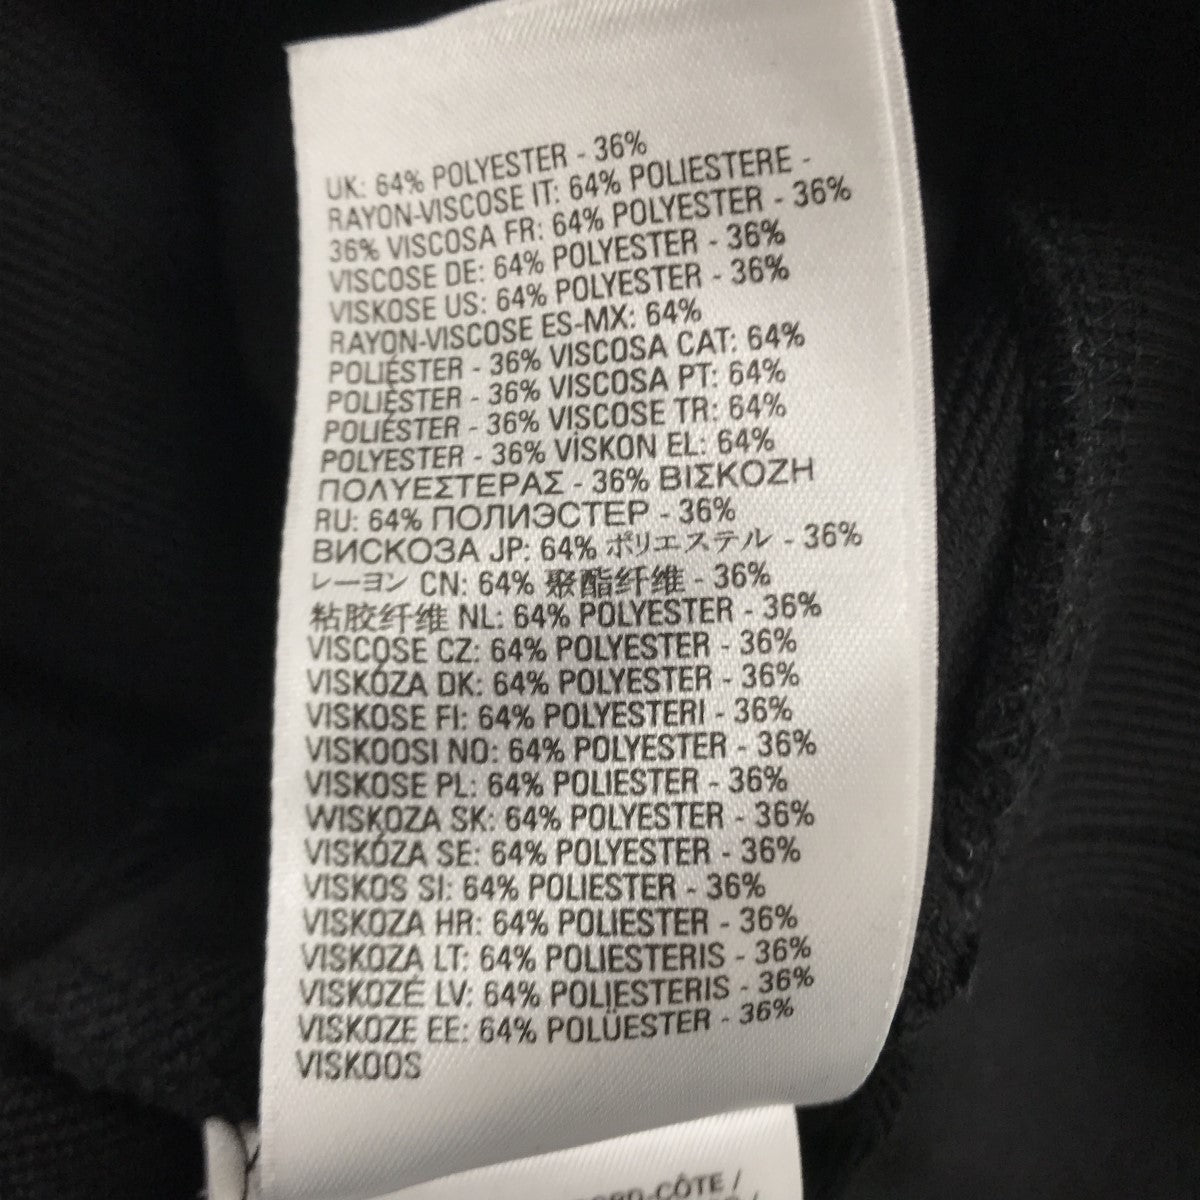 UK: 64% POLYESTER - 36%
RAYON-VISCOSE IT: 64% POLIESTERE -
36% VISCOSA FR: 64% POLYESTER - 36%
VISCOSE DE: 64% POLYESTER - 36%
VISKOSE US: 64% POLYESTER - 36%
RAYON-VISCOSE ES-MX: 64%
POLIÉSTER - 36% VISCOSA CAT: 64%
POLIÈSTER - 36% VISCOSA PT: 64%
POLIÉSTER - 36% VISCOSE TR: 64%
POLYESTER - 36% VİSKON EL: 64%
ΠΟΛΥΕΣΤΕΡΑΣ - 36% ΒΙΣΚΟΖΗ
RU: 64% ПОЛИЭСТЕР - 36%
ВИСКОЗА JP: 64% ポリエステル - 36%
レーヨン CN: 64% 聚酯纤维 - 36%
粘胶纤维 NL: 64% POLYESTER - 36%
VISCOSE CZ: 64% POLYESTER - 36%
VISKÓZA DK: 64% POLYESTER - 36%
VISKOSE FI: 64% POLYESTERI - 36%
VISKOOSI NO: 64% POLYESTER - 36%
VISKOSE PL: 64% POLIESTER - 36%
WISKOZA SK: 64% POLYESTER - 36%
VISKÓZA SE: 64% POLYESTER - 36%
VISKOS SI: 64% POLIESTER - 36%
VISKOZA HR: 64% POLIESTER - 36%
VISKOZA LT: 64% POLIESTERIS - 36%
VISKOZĖ LV: 64% POLIESTERIS - 36%
VISKOZE EE: 64% POLÜESTER - 36%
VISKOOS